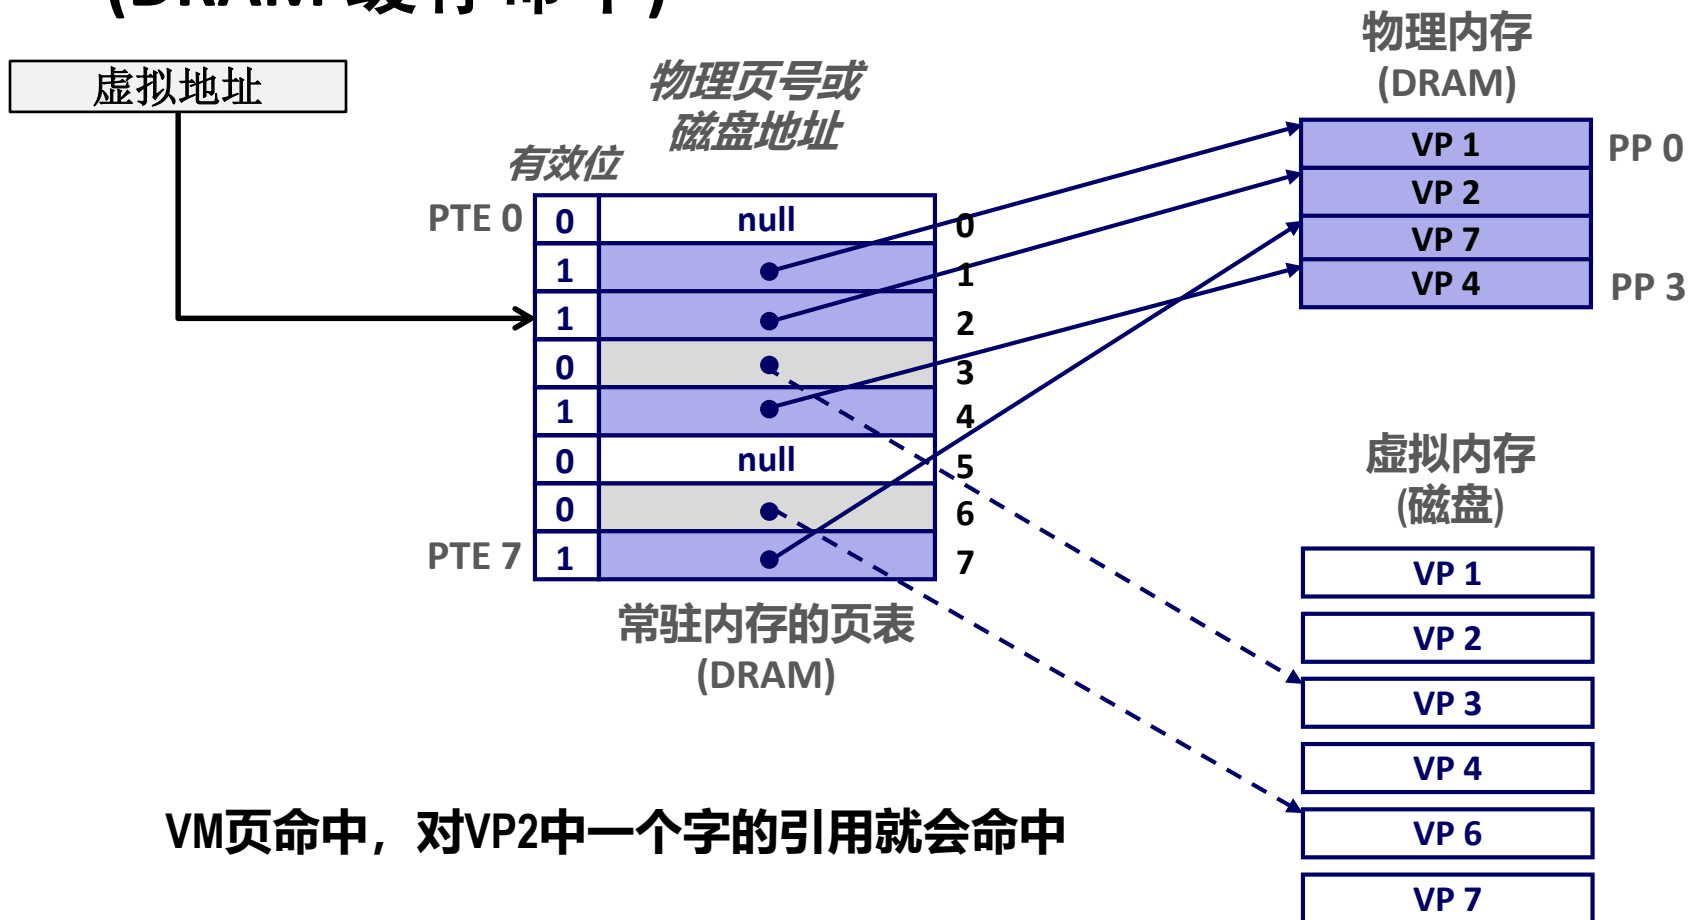 (DRAM 缓存命中)
虚拟地址
物理页号或
磁盘地址
有效位
PTE 0
0
null
0
1
1
1
2
0
3
1
4
0
null
5
0
6
PTE 7
1
7
常驻内存的页表
(DRAM)
物理内存
(DRAM)
VP 1
PP 0
VP 2
VP 7
VP 4
PP 3
虚拟内存
(磁盘)
VP 1
VP 2
VP 3
VP 4
VP 6
VP 7
VM页命中，对VP2中一个字的引用就会命中